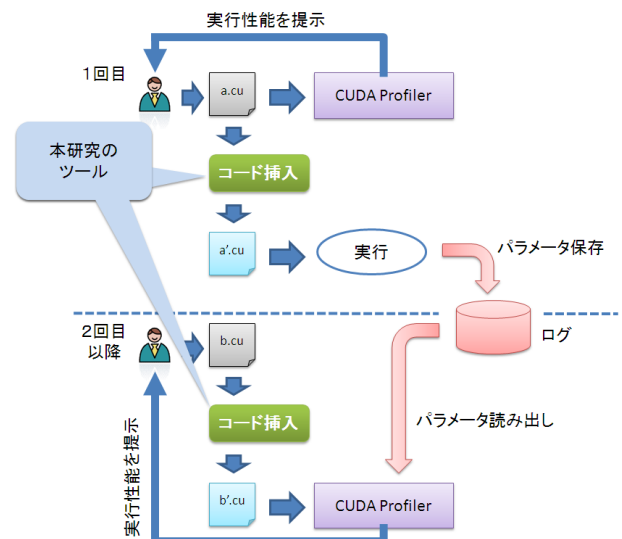 実行性能を提示
1回目
a.cu
CUDA Profiler
本研究の
ツール
コード挿入
a'.cu
実行
パラメータ保存
ログ
2回目
以降
b.cu
コード挿入
パラメータ読み出し
実行性能を提示
b'.cu
CUDA Profiler